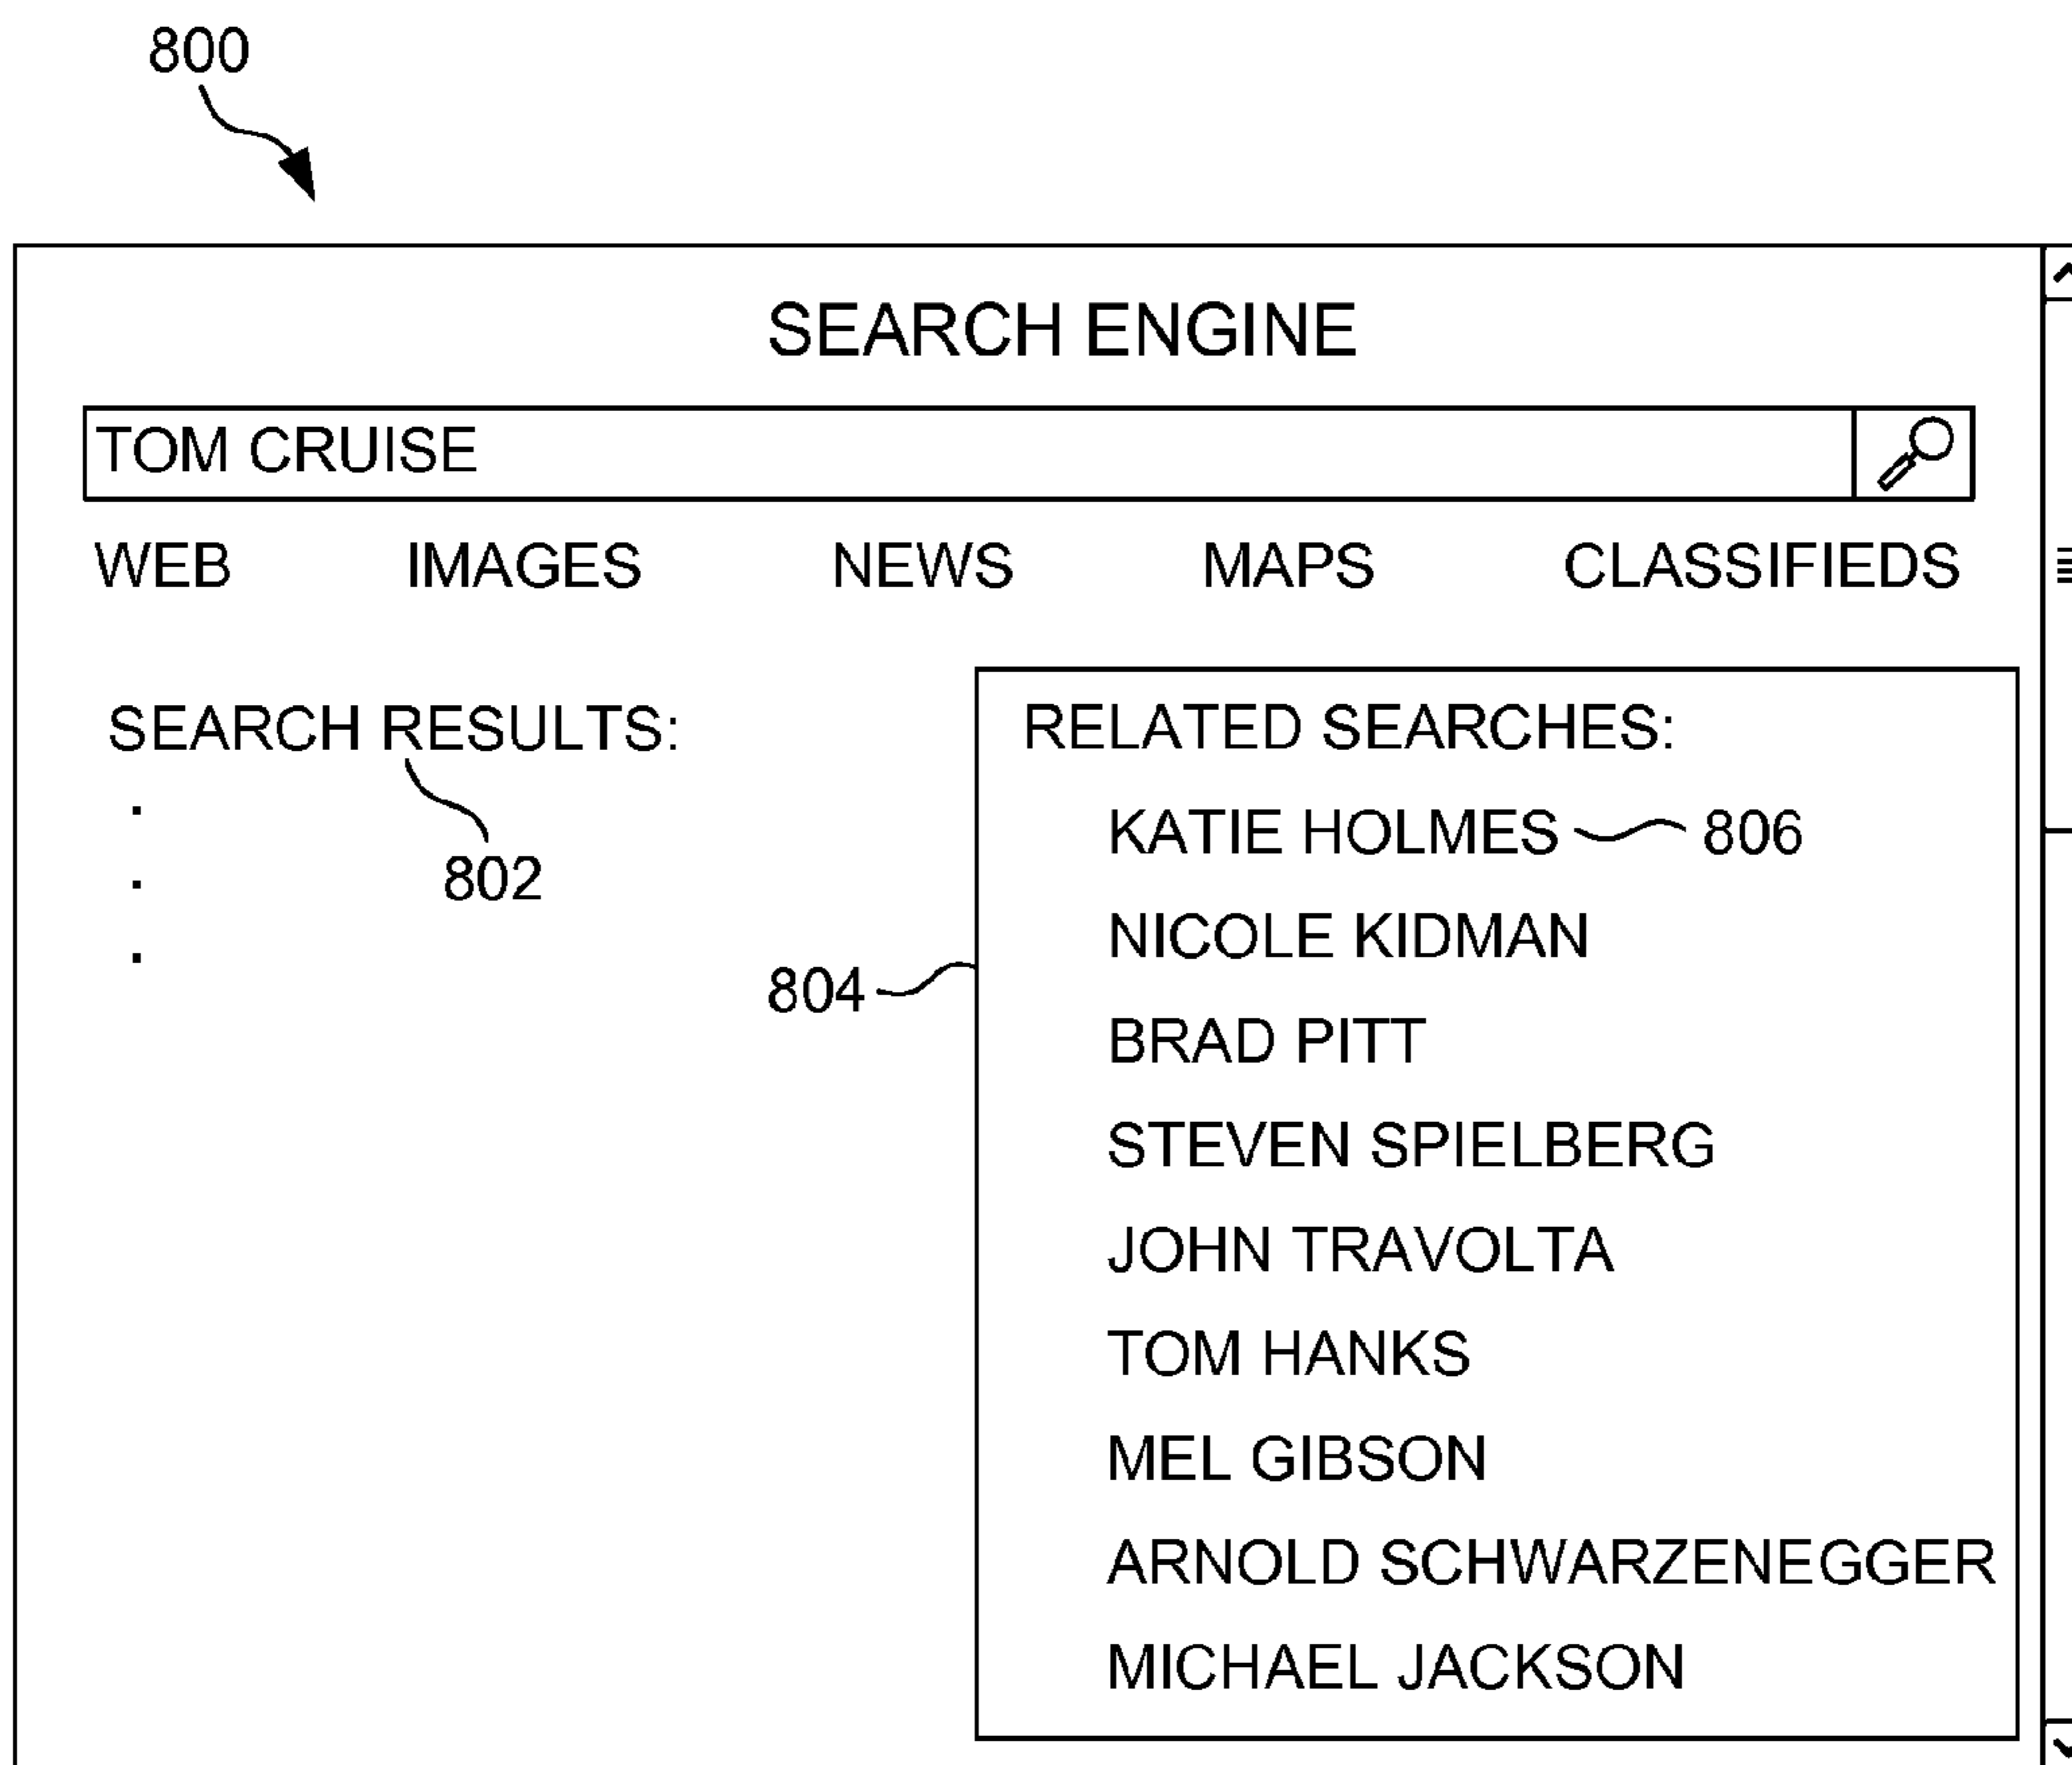 800
SEARCH ENGINE
TOM CRUISE
WEB IMAGES NEWS MAPS CLASSIFIEDS
SEARCH RESULTS:
802
804
RELATED SEARCHES:
KATIE HOLMES 806
NICOLE KIDMAN
BRAD PITT
STEVEN SPIELBERG
JOHN TRAVOLTA
TOM HANKS
MEL GIBSON
ARNOLD SCHWARZENEGGER
MICHAEL JACKSON